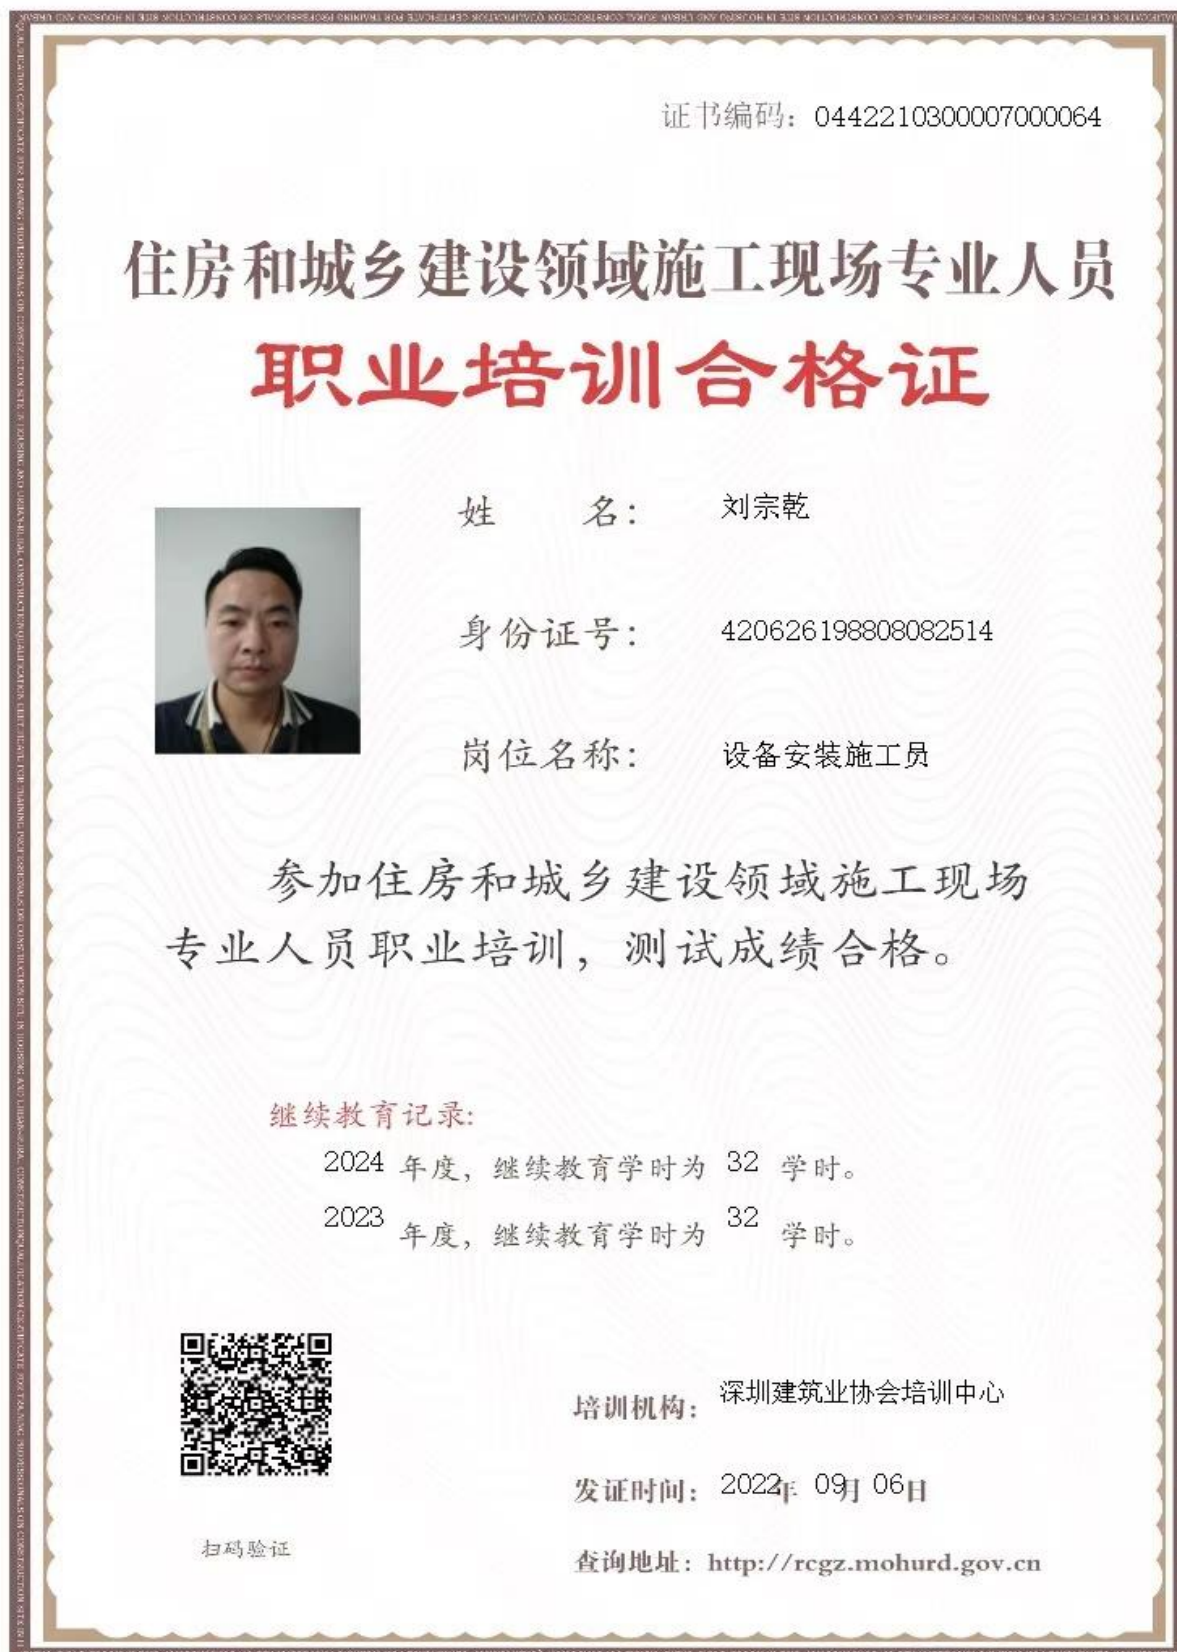 证书编码：0442210300007000064
住房和城乡建设领域施工现场专业人员
职业培训合格证
姓 名： 刘宗乾
身份证号： 420626198808082514
岗位名称： 设备安装施工员
参加住房和城乡建设领域施工现场
专业人员职业培训，测试成绩合格。
继续教育记录:
2024 年度，继续教育学时为 32 学时。
2023 年度，继续教育学时为 32 学时。
培训机构： 深圳建筑业协会培训中心
发证时间： 2022年 09月 06日
扫码验证
查询地址：http://rcgz.mohurd.gov.cn